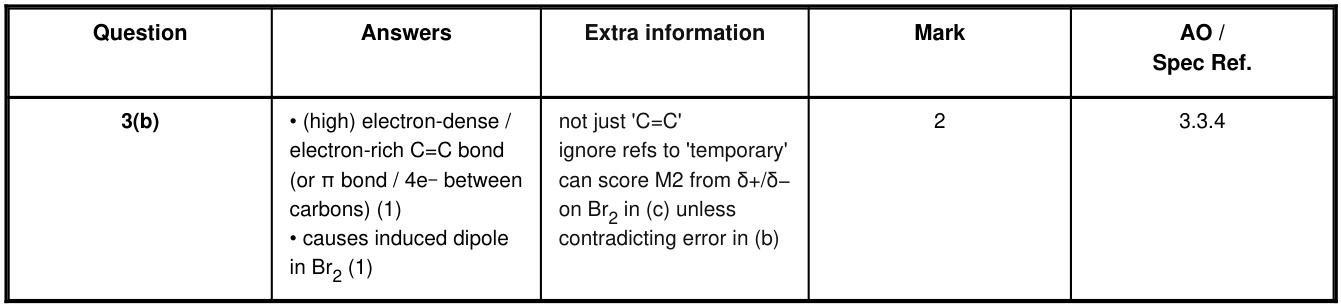 Question
Answers
Extra information
Mark
AO /
Spec Ref.
3(b)
• (high) electron-dense /
electron-rich C=C bond
(or π bond / 4e⁻ between
carbons) (1)
• causes induced dipole
in Br₂ (1)
not just 'C=C'
ignore refs to 'temporary'
can score M2 from δ+/δ−
on Br₂ in (c) unless
contradicting error in (b)
2
3.3.4